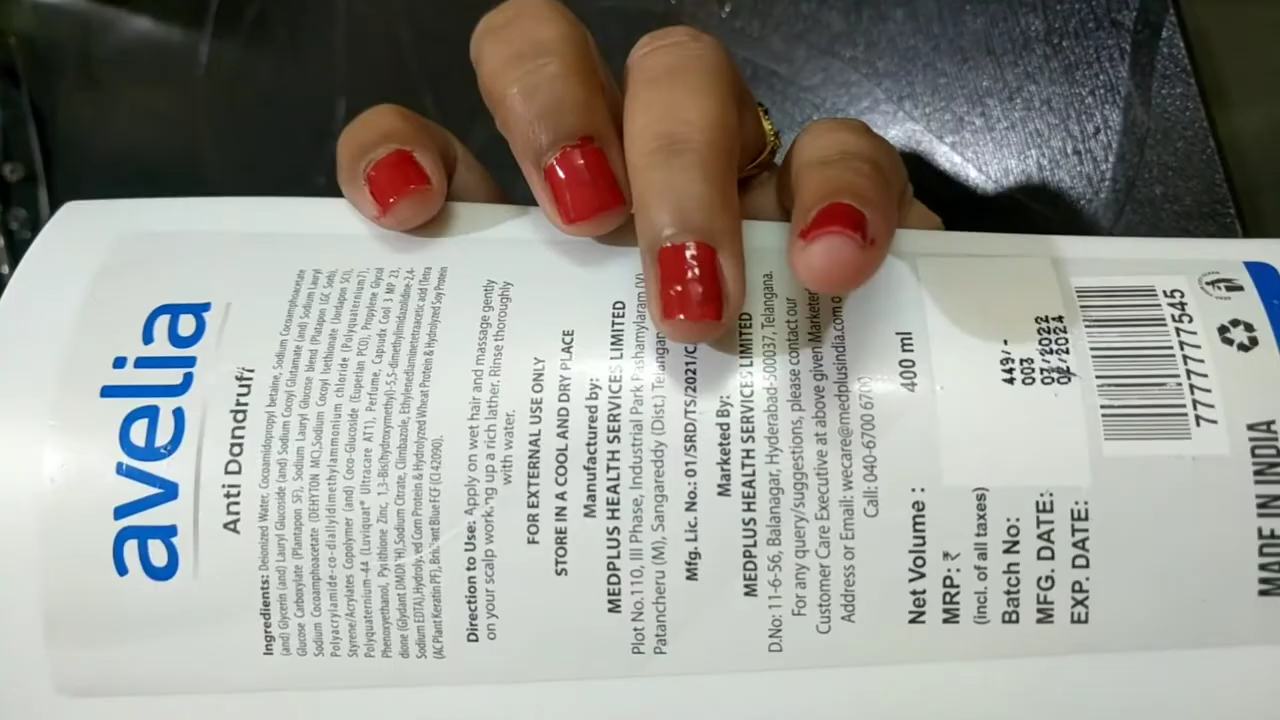 avelia
Anti Dandruff
Ingredients: Deionized Water, Cocoamidopropyl betaine, Sodium Cocoamphoacetate
(and) Glycerin (and) Lauryl Glucoside (and) Sodium Cocoyl Glutamate (and) Sodium Lauryl
Glucose Carboxylate (Plantapon SF), Sodium Lauryl Glucose blend (Platapon LGC Sorb),
Sodium Cocoamphoacetate (DEHYTON MC),Sodium Cocoyl Isethionate (Jordapon SCI),
Polyacrylamide-co-diallyldimethylammonium chloride (Polyquaternium7),
Styrene/Acrylates Copolymer (and) Coco-Glucoside (Euperlan PCO), Propylene Glycol
Polyquaternium-44 (Luviquat® Ultracare AT1), Perfume, Capsudx Cool 3 MP 23,
Phenoxyethanol, Pyithione Zinc, 1,3-Bis(hydroxymethyl)-5,5-dimethylimidazolidine-2,4-
dione (Glydant DMDM H),Sodium Citrate, Climbazole, Ethylenediaminetetraacetic acid (Tetra
Sodium EDTA),Hydrolyzed Corn Protein & Hydrolyzed Wheat Protein & Hydrolyzed Soy Protein
(AC Plant Keratin PF), Brilliant Blue FCF (CI 42090).
Direction to Use: Apply on wet hair and massage gently
on your scalp working up a rich lather. Rinse thoroughly
with water.
FOR EXTERNAL USE ONLY
STORE IN A COOL AND DRY PLACE
Manufactured by:
MEDPLUS HEALTH SERVICES LIMITED
Plot No.110, III Phase, Industrial Park Pashamylaram (V)
Patancheru (M), Sangareddy (Dist.)
Mfg. Lic. No.: 01/SRD/TS/2021/C
Marketed By:
MEDPLUS HEALTH SERVICES LIMITED
D.No: 11-6-56, Balanagar, Hyderabad-500037, Telangana.
For any query/suggestions, please contact our
Customer Care Executive at above given
Address or Email: wecare@medplusindia.com
Call: 040-6700 6700
Net Volume : 400 ml
MRP: ₹ 449/-
(incl. of all taxes)
Batch No: 003
MFG. DATE: 07/2022
EXP. DATE: 02/2024
77777777545
MADE IN INDIA